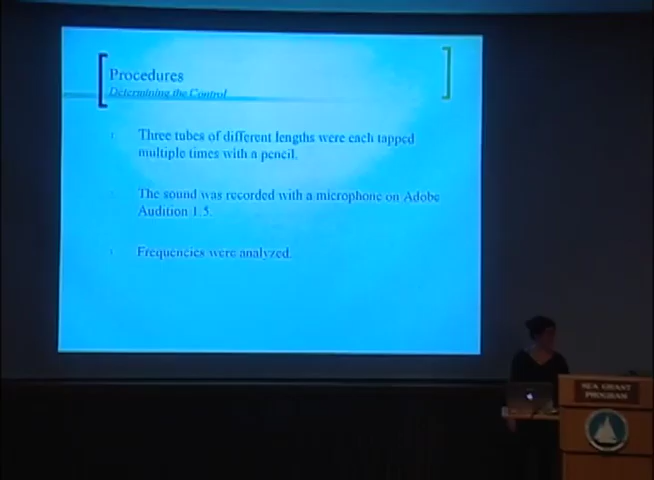 Procedures
Determining the Control
Three tubes of different lengths were each tapped
multiple times with a pencil.
The sound was recorded with a microphone on Adobe
Audition 1.5.
Frequencies were analyzed.
SEA GRANT
PROGRAM